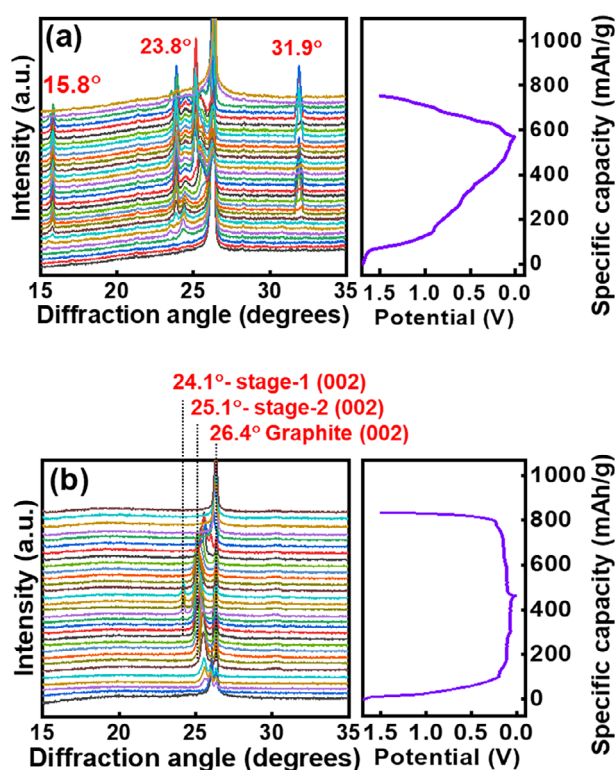 (a)
15.8°
23.8°
31.9°
Intensity (a.u.)
15 20 25 30 35
Diffraction angle (degrees)
1.5 1.0 0.5 0.0
Potential (V)
1000
800
600
400
200
0
Specific capacity (mAh/g)
24.1°- stage-1 (002)
25.1°- stage-2 (002)
26.4° Graphite (002)
(b)
Intensity (a.u.)
15 20 25 30 35
Diffraction angle (degrees)
1.5 1.0 0.5 0.0
Potential (V)
1000
800
600
400
200
0
Specific capacity (mAh/g)